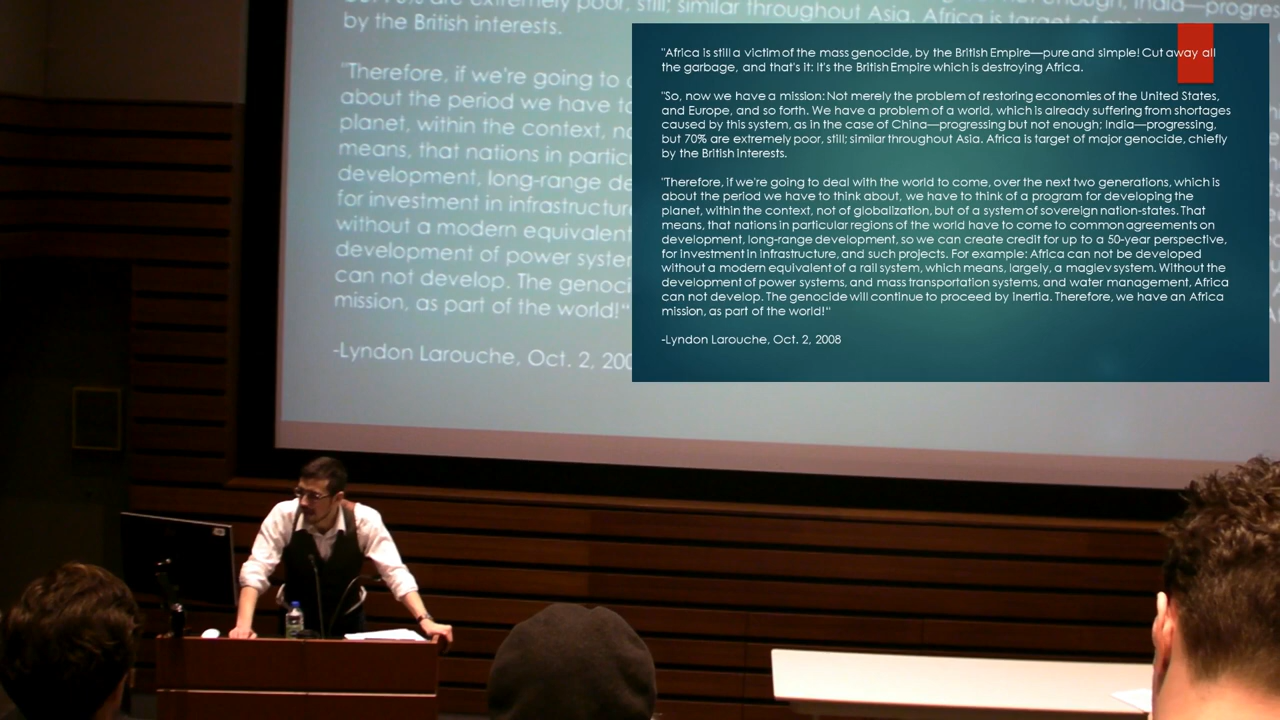 by the British interests.
"Therefore, if we're going to
about the period we have to
planet, within the context,
means, that nations in
development, long-range
for investment in
without a modern equivalent
development of power
can not develop. The
mission, as part of the world!"
-Lyndon Larouche, Oct. 2,
"Africa is still a victim of the mass genocide, by the British Empire—pure and simple! Cut away all
the garbage, and that's it: it's the British Empire which is destroying Africa.
"So, now we have a mission: Not merely the problem of restoring economies of the United States,
and Europe, and so forth. We have a problem of a world, which is already suffering from shortages
caused by this system, as in the case of China—progressing but not enough; India—progressing,
but 70% are extremely poor, still; similar throughout Asia. Africa is target of major genocide, chiefly
by the British interests.
"Therefore, if we're going to deal with the world to come, over the next two generations, which is
about the period we have to think about, we have to think of a program for developing the
planet, within the context, not of globalization, but of a system of sovereign nation-states. That
means, that nations in particular regions of the world have to come to common agreements on
development, long-range development, so we can create credit for up to a 50-year perspective,
for investment in infrastructure, and such projects. For example: Africa can not be developed
without a modern equivalent of a rail system, which means, largely, a maglev system. Without the
development of power systems, and mass transportation systems, and water management, Africa
can not develop. The genocide will continue to proceed by inertia. Therefore, we have an Africa
mission, as part of the world!"
-Lyndon Larouche, Oct. 2, 2008